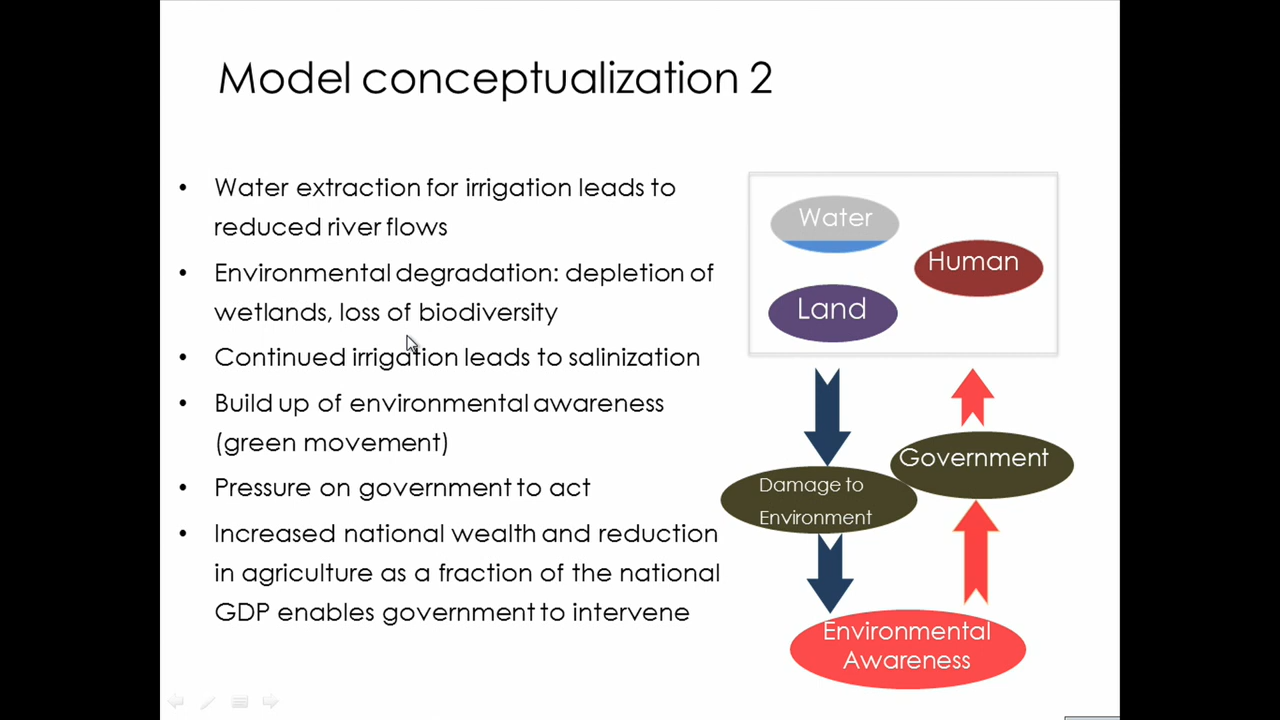 Model conceptualization 2
• Water extraction for irrigation leads to
reduced river flows
• Environmental degradation: depletion of
wetlands, loss of biodiversity
• Continued irrigation leads to salinization
• Build up of environmental awareness
(green movement)
• Pressure on government to act
• Increased national wealth and reduction
in agriculture as a fraction of the national
GDP enables government to intervene
Water
Human
Land
Government
Damage to
Environment
Environmental
Awareness